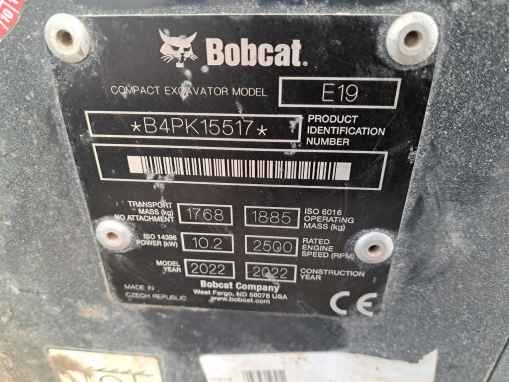 Bobcat.
COMPACT EXCAVATOR MODEL E19
*B4PK15517* PRODUCT IDENTIFICATION NUMBER
TRANSPORT MASS (kg) NO ATTACHMENT 1768 1885 ISO 6016 OPERATING MASS (kg)
ISO 14396 POWER (kW) 10.2 2500 RATED ENGINE SPEED (RPM)
MODEL YEAR 2022 2022 CONSTRUCTION YEAR
MADE IN CZECH REPUBLIC
Bobcat Company
West Fargo, ND 58078 USA
www.bobcat.com
CE